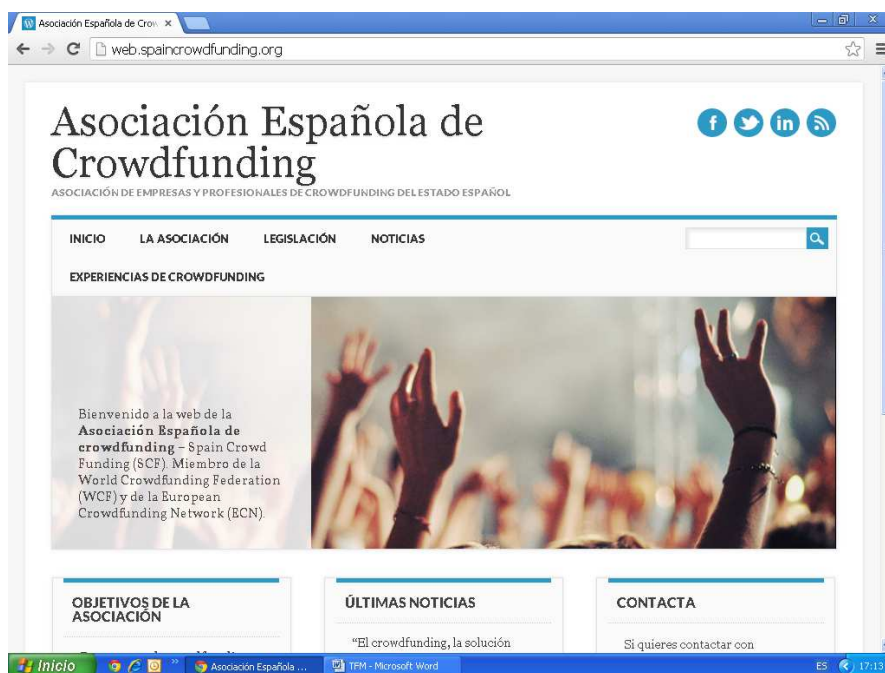 Asociación Española de Crow
web.spaincrowdfunding.org
Asociación Española de
Crowdfunding
ASOCIACIÓN DE EMPRESAS Y PROFESIONALES DE CROWDFUNDING DEL ESTADO ESPAÑOL
INICIO LA ASOCIACIÓN LEGISLACIÓN NOTICIAS
EXPERIENCIAS DE CROWDFUNDING
Bienvenido a la web de la
Asociación Española de
crowdfunding – Spain Crowd
Funding (SCF). Miembro de la
World Crowdfunding Federation
(WCF) y de la European
Crowdfunding Network (ECN).
OBJETIVOS DE LA
ASOCIACIÓN
ÚLTIMAS NOTICIAS
“El crowdfunding, la solución
CONTACTA
Si quieres contactar con
Inicio
Asociación Española ...
TFM - Microsoft Word
ES
17:13